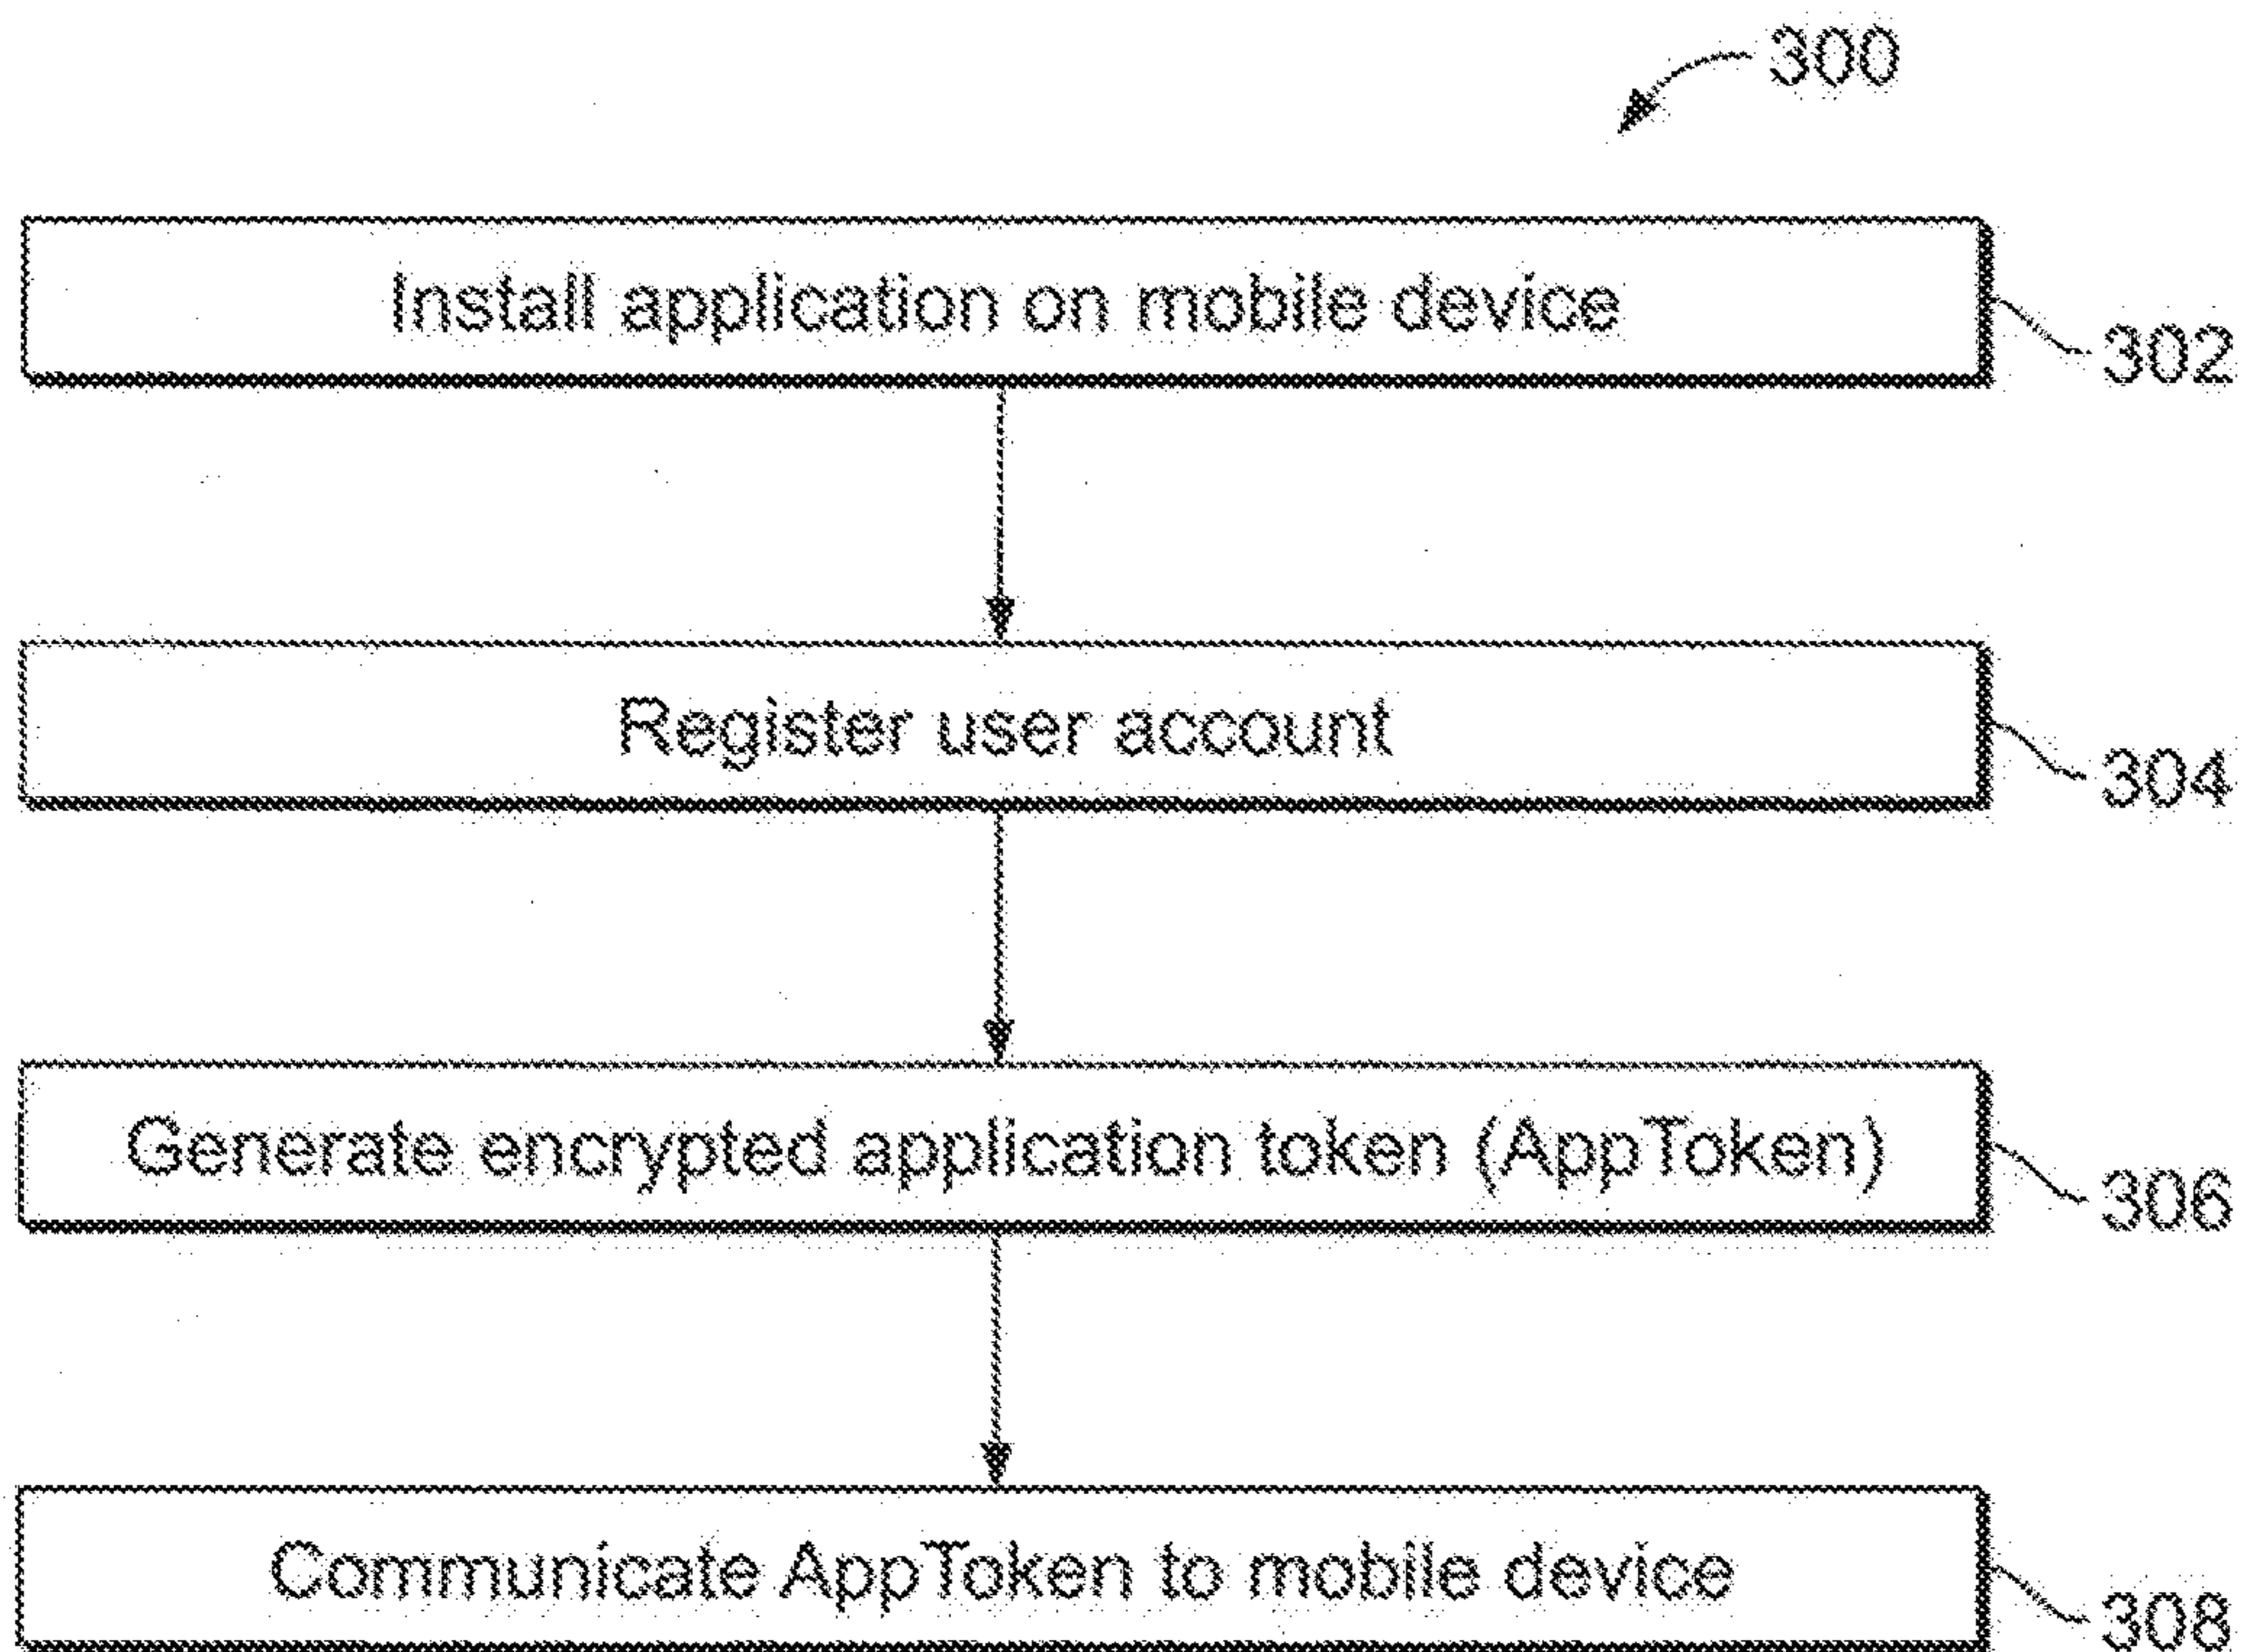 300
Install application on mobile device
302
Register user account
304
Generate encrypted application token (AppToken)
306
Communicate AppToken to mobile device
308